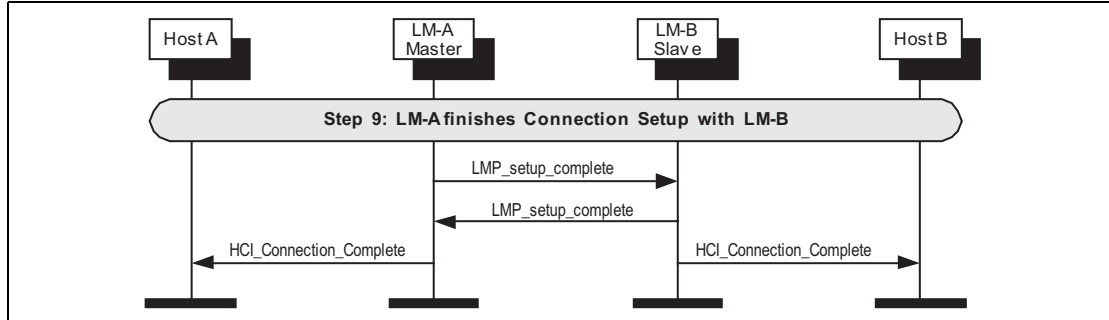 Host A
LM-A
Master
LM-B
Slave
Host B
Step 9: LM-A finishes Connection Setup with LM-B
LMP_setup_complete
LMP_setup_complete
HCI_Connection_Complete
HCI_Connection_Complete